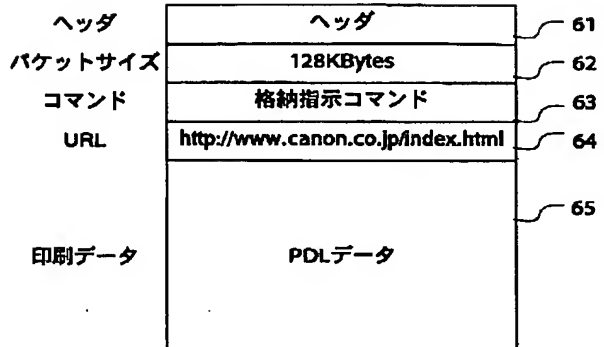 ヘッダ ヘッダ 61
パケットサイズ 128KBytes 62
コマンド 格納指示コマンド 63
URL http://www.canon.co.jp/index.html 64
65
印刷データ PDLデータ